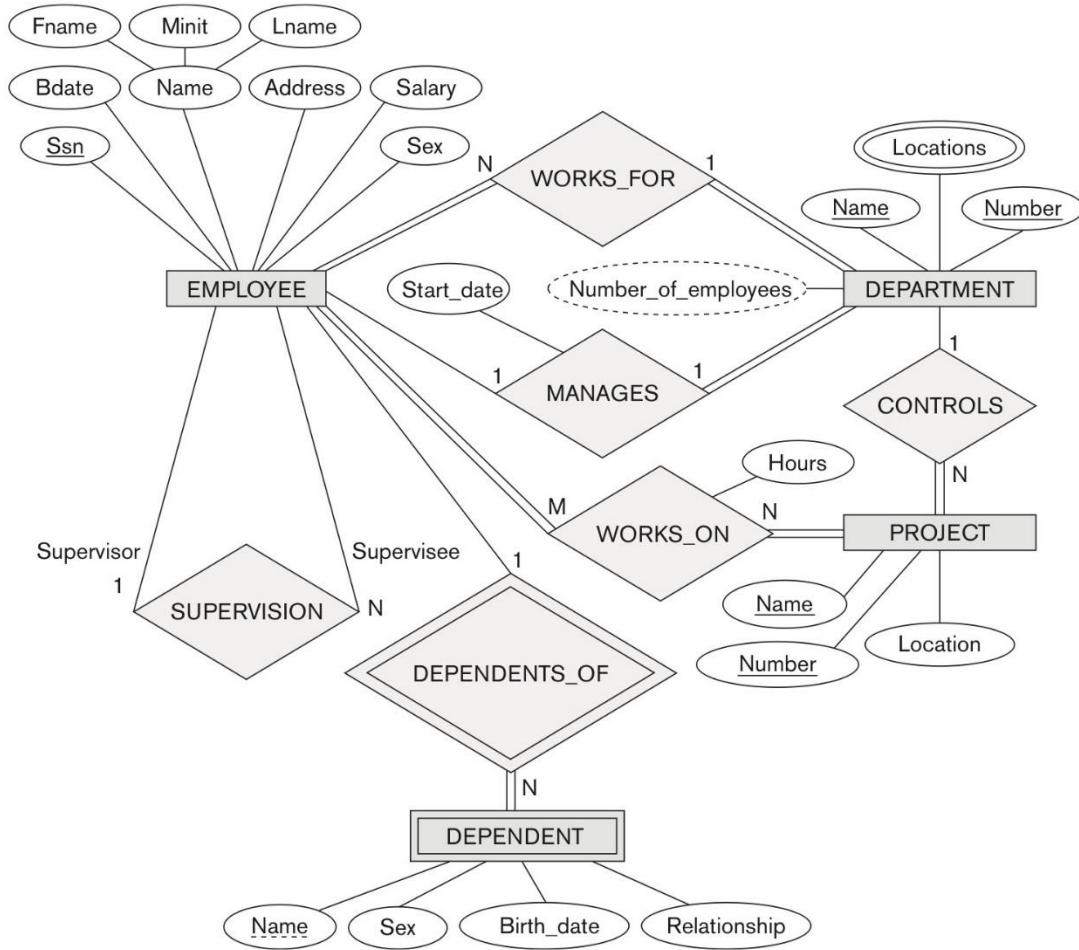 Fname
Minit
Lname
Bdate
Name
Address
Salary
Ssn
Sex
N
WORKS_FOR
1
Locations
Name
Number
EMPLOYEE
Start_date
Number_of_employees
DEPARTMENT
1
MANAGES
1
1
CONTROLS
N
Hours
M
WORKS_ON
N
PROJECT
Supervisor
1
SUPERVISION
Supervisee
N
1
Name
Number
Location
DEPENDENTS_OF
N
DEPENDENT
Name
Sex
Birth_date
Relationship